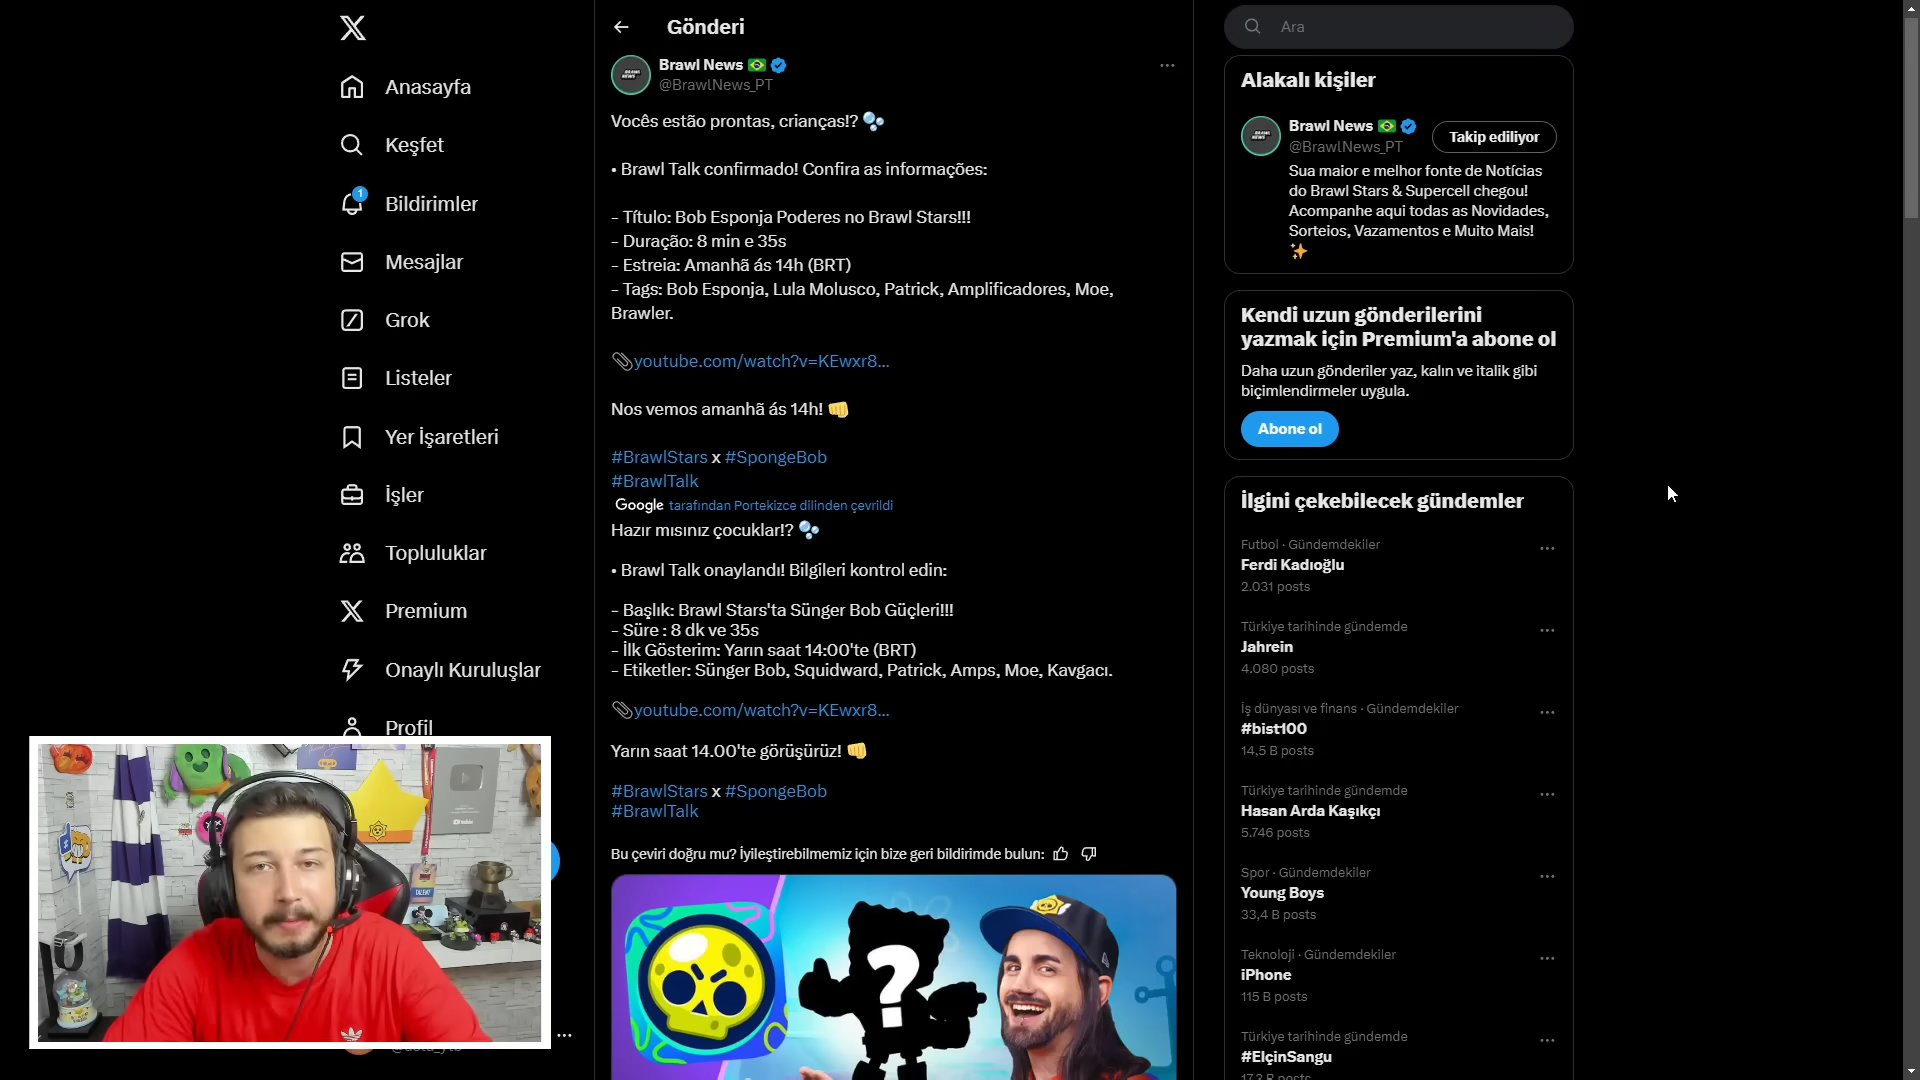 Anasayfa
Keşfet
1
Bildirimler
Mesajlar
Grok
Listeler
Yer İşaretleri
İşler
Topluluklar
Premium
Onaylı Kuruluşlar
Profil
Gönderi
Brawl News
@BrawlNews_PT
Vocês estão prontas, crianças!?
• Brawl Talk confirmado! Confira as informações:
- Título: Bob Esponja Poderes no Brawl Stars!!!
- Duração: 8 min e 35s
- Estreia: Amanhã ás 14h (BRT)
- Tags: Bob Esponja, Lula Molusco, Patrick, Amplificadores, Moe,
Brawler.
youtube.com/watch?v=KEwxr8...
Nos vemos amanhã ás 14h!
#BrawlStars x #SpongeBob
#BrawlTalk
Google tarafından Portekizce dilinden çevrildi
Hazır mısınız çocuklar!?
• Brawl Talk onaylandı! Bilgileri kontrol edin:
- Başlık: Brawl Stars'ta Sünger Bob Güçleri!!!
- Süre : 8 dk ve 35s
- İlk Gösterim: Yarın saat 14:00'te (BRT)
- Etiketler: Sünger Bob, Squidward, Patrick, Amps, Moe, Kavgacı.
youtube.com/watch?v=KEwxr8...
Yarın saat 14.00'te görüşürüz!
#BrawlStars x #SpongeBob
#BrawlTalk
Bu çeviri doğru mu? İyileştirebilmemiz için bize geri bildirimde bulun:
?
Ara
Alakalı kişiler
Brawl News
@BrawlNews_PT
Takip ediliyor
Sua maior e melhor fonte de Notícias
do Brawl Stars & Supercell chegou!
Acompanhe aqui todas as Novidades,
Sorteios, Vazamentos e Muito Mais!
Kendi uzun gönderilerini
yazmak için Premium'a abone ol
Daha uzun gönderiler yaz, kalın ve italik gibi
biçimlendirmeler uygula.
Abone ol
İlgini çekebilecek gündemler
Futbol · Gündemdekiler
Ferdi Kadıoğlu
2.031 posts
Türkiye tarihinde gündemde
Jahrein
4.080 posts
İş dünyası ve finans · Gündemdekiler
#bist100
14,5 B posts
Türkiye tarihinde gündemde
Hasan Arda Kaşıkçı
5.746 posts
Spor · Gündemdekiler
Young Boys
33,4 B posts
Teknoloji · Gündemdekiler
iPhone
115 B posts
Türkiye tarihinde gündemde
#ElçinSangu